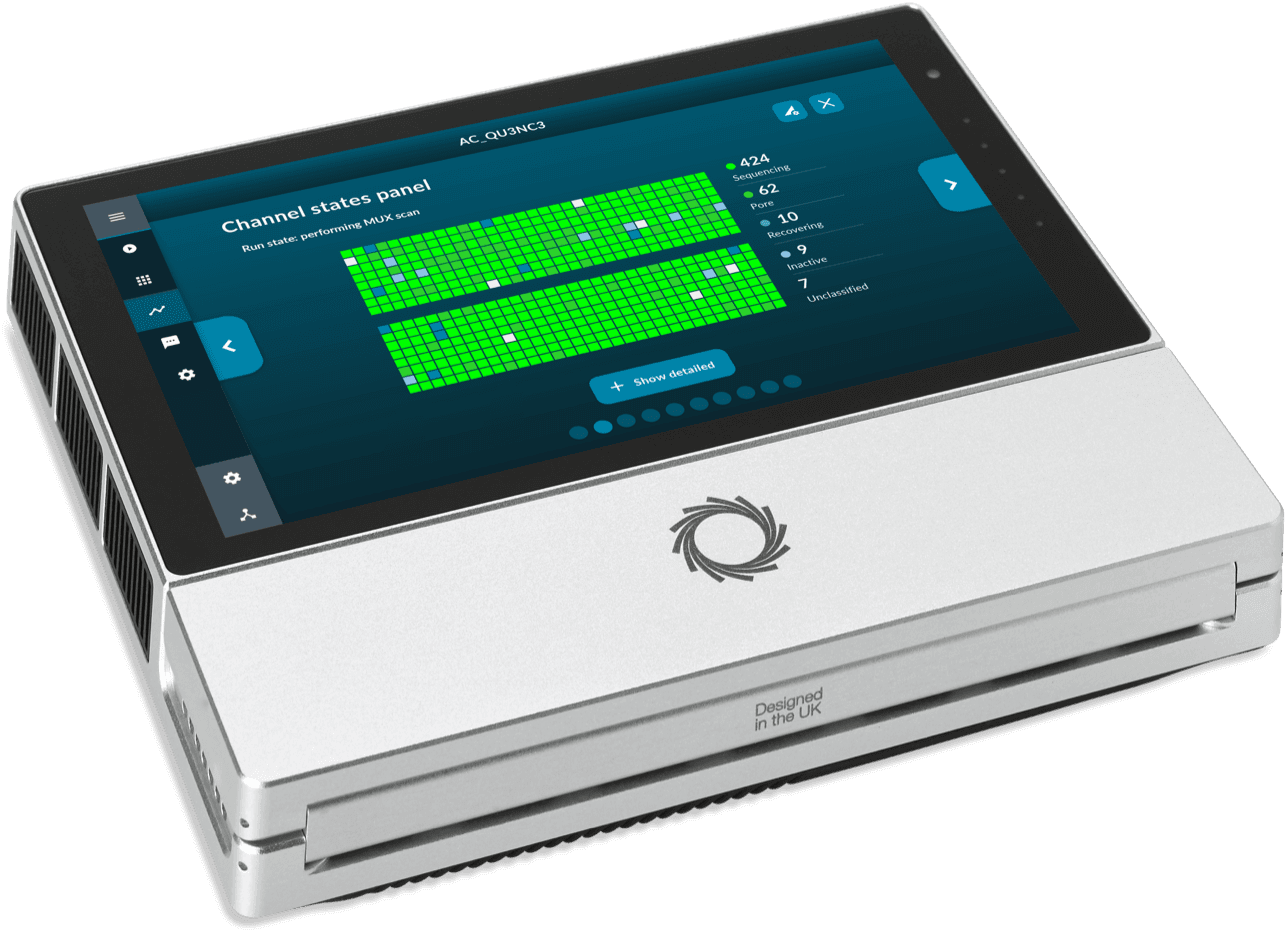 AC_QU3NC3
Channel states panel
Run state: performing MUX scan
424
Sequencing
62
Pore
10
Recovering
9
Inactive
7
Unclassified
Show detailed
Designed
in the UK